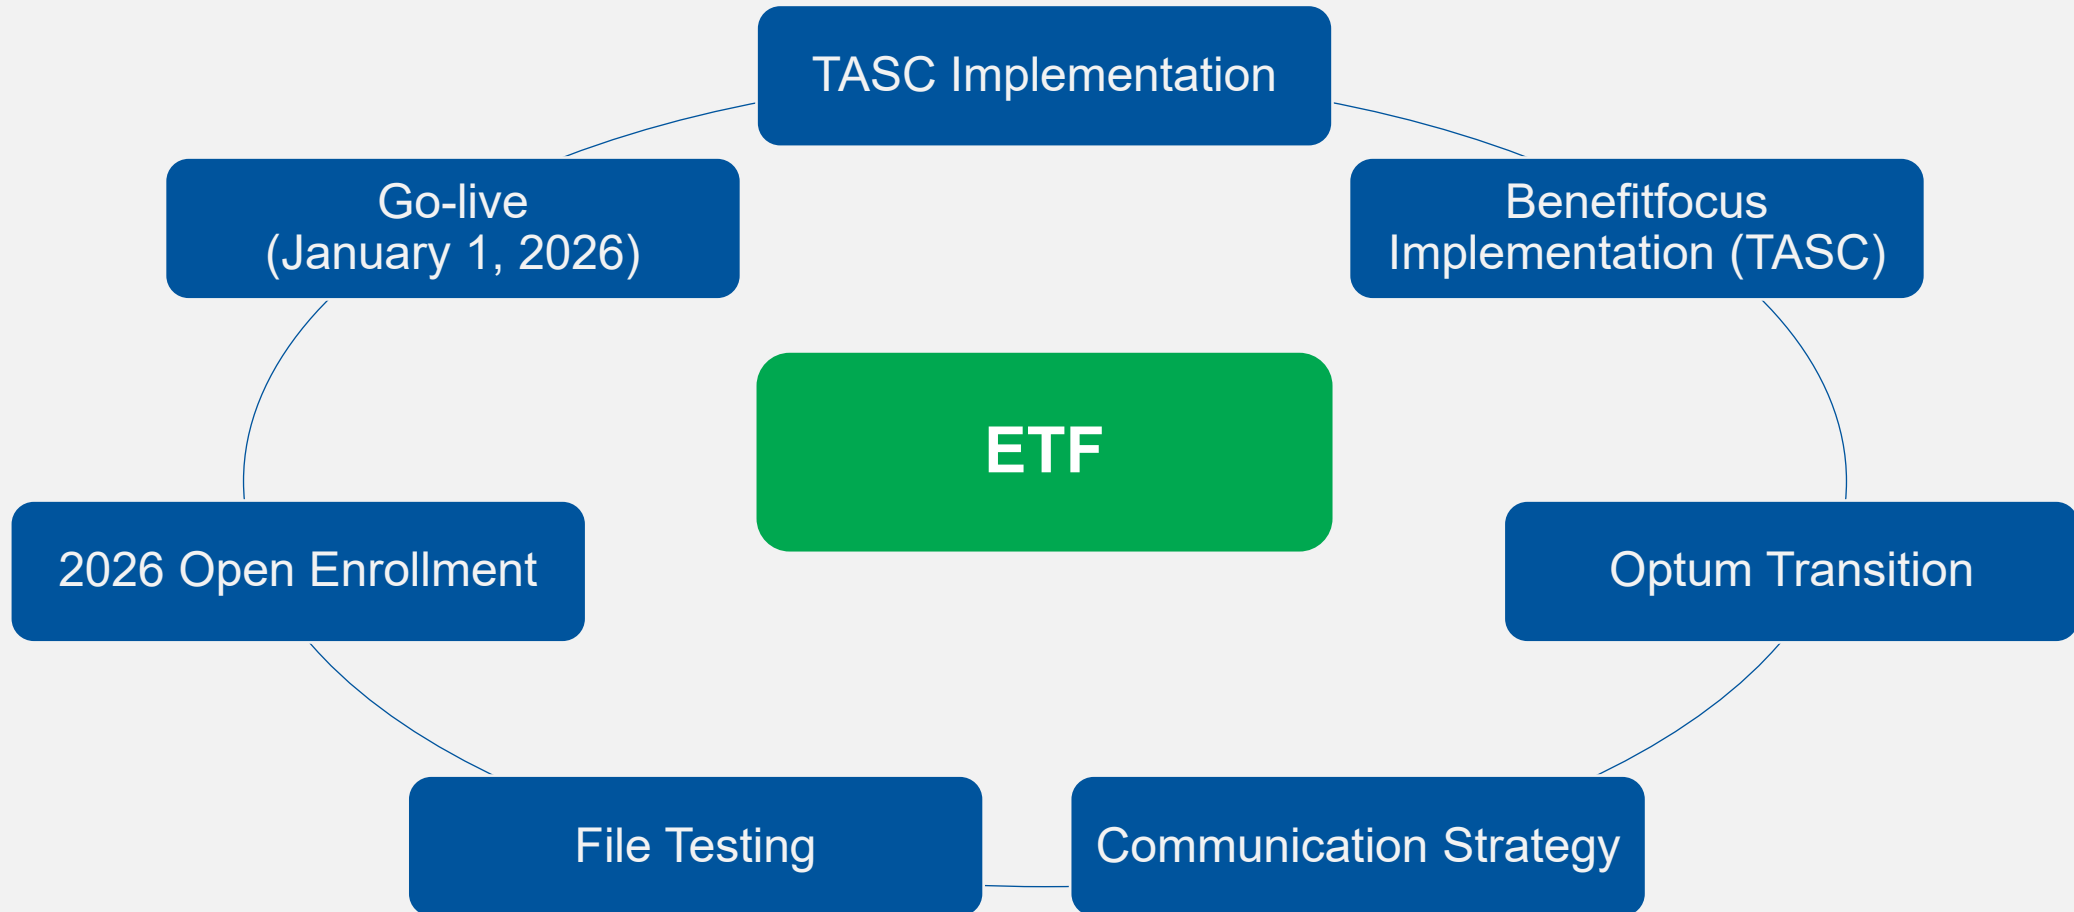 TASC Implementation
Go-live
(January 1, 2026)
Benefitfocus
Implementation (TASC)
ETF
2026 Open Enrollment
Optum Transition
File Testing
Communication Strategy